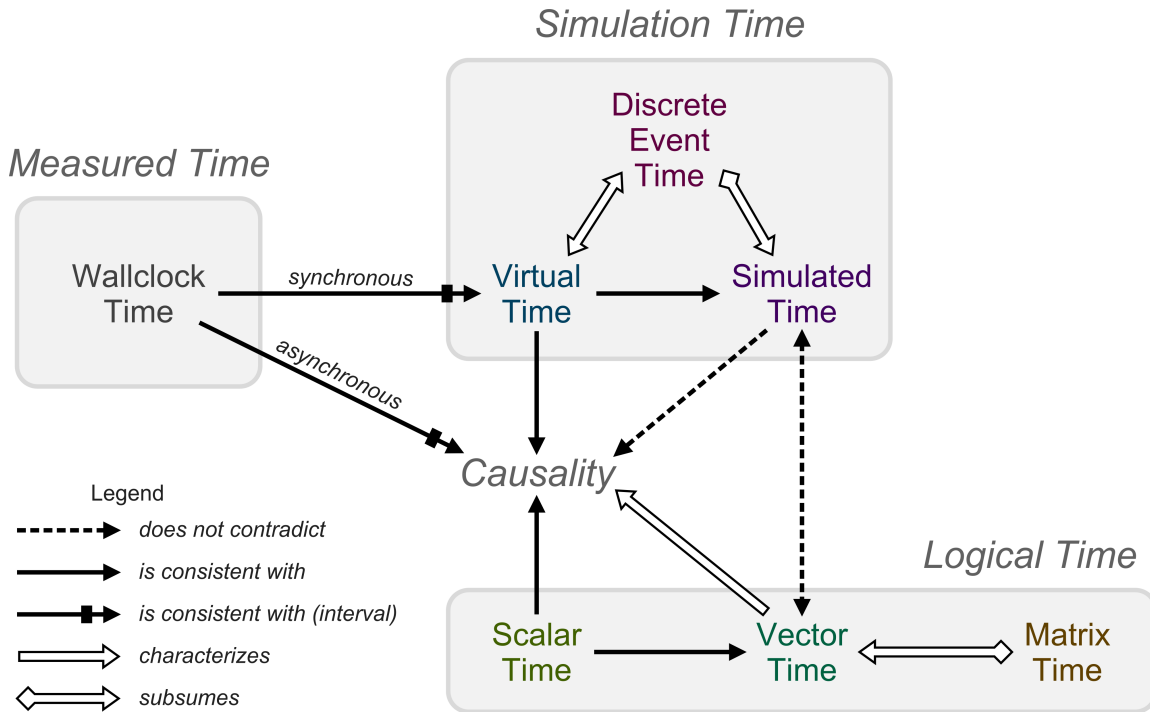 Simulation Time
Discrete
Event
Time
Measured Time
Wallclock
Time
synchronous
Virtual
Time
Simulated
Time
asynchronous
Causality
Legend
does not contradict
is consistent with
is consistent with (interval)
characterizes
subsumes
Logical Time
Scalar
Time
Vector
Time
Matrix
Time